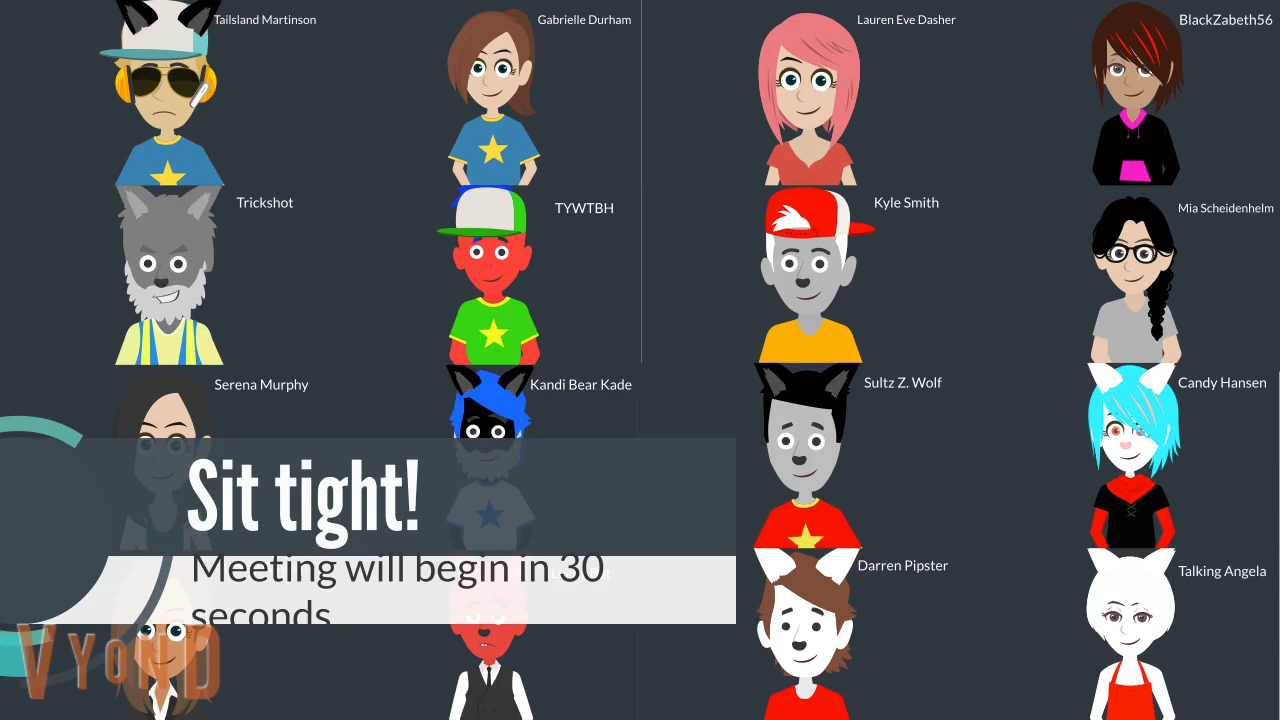 Tailsland Martinson
Gabrielle Durham
Lauren Eve Dasher
BlackZabeth56
Trickshot
TYWTBH
Kyle Smith
Mia Scheidenhelm
Serena Murphy
Kandi Bear Kade
Sultz Z. Wolf
Candy Hansen
Sit tight!
Meeting will begin in 30
seconds
Darren Pipster
Talking Angela
VYOND